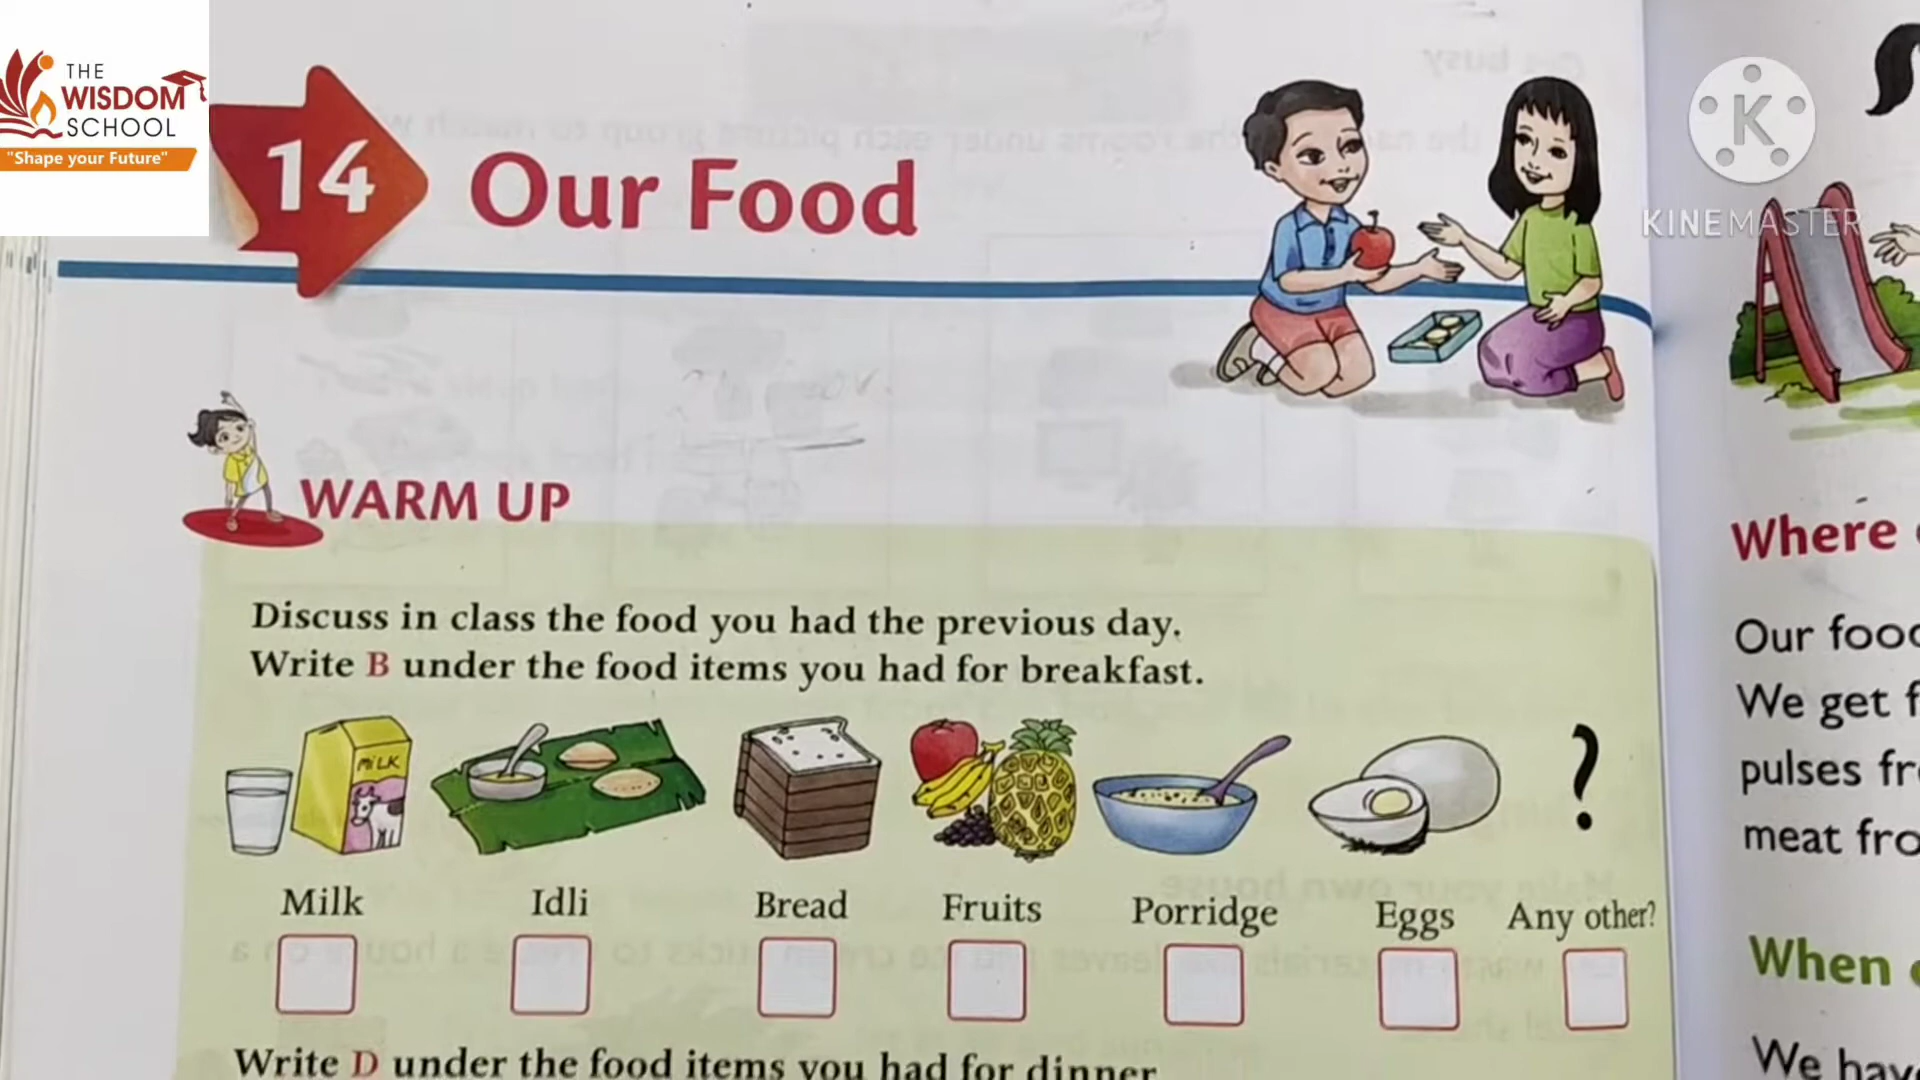 THE
WISDOM
SCHOOL
"Shape your Future"
14
Our Food
KINEMASTER
WARM UP
Discuss in class the food you had the previous day.
Write B under the food items you had for breakfast.
MiLK
Milk Idli Bread Fruits Porridge Eggs Any other?
Write D under the food items you had for dinner
Where
Our food
We get f
pulses fr
meat fro
When
We have